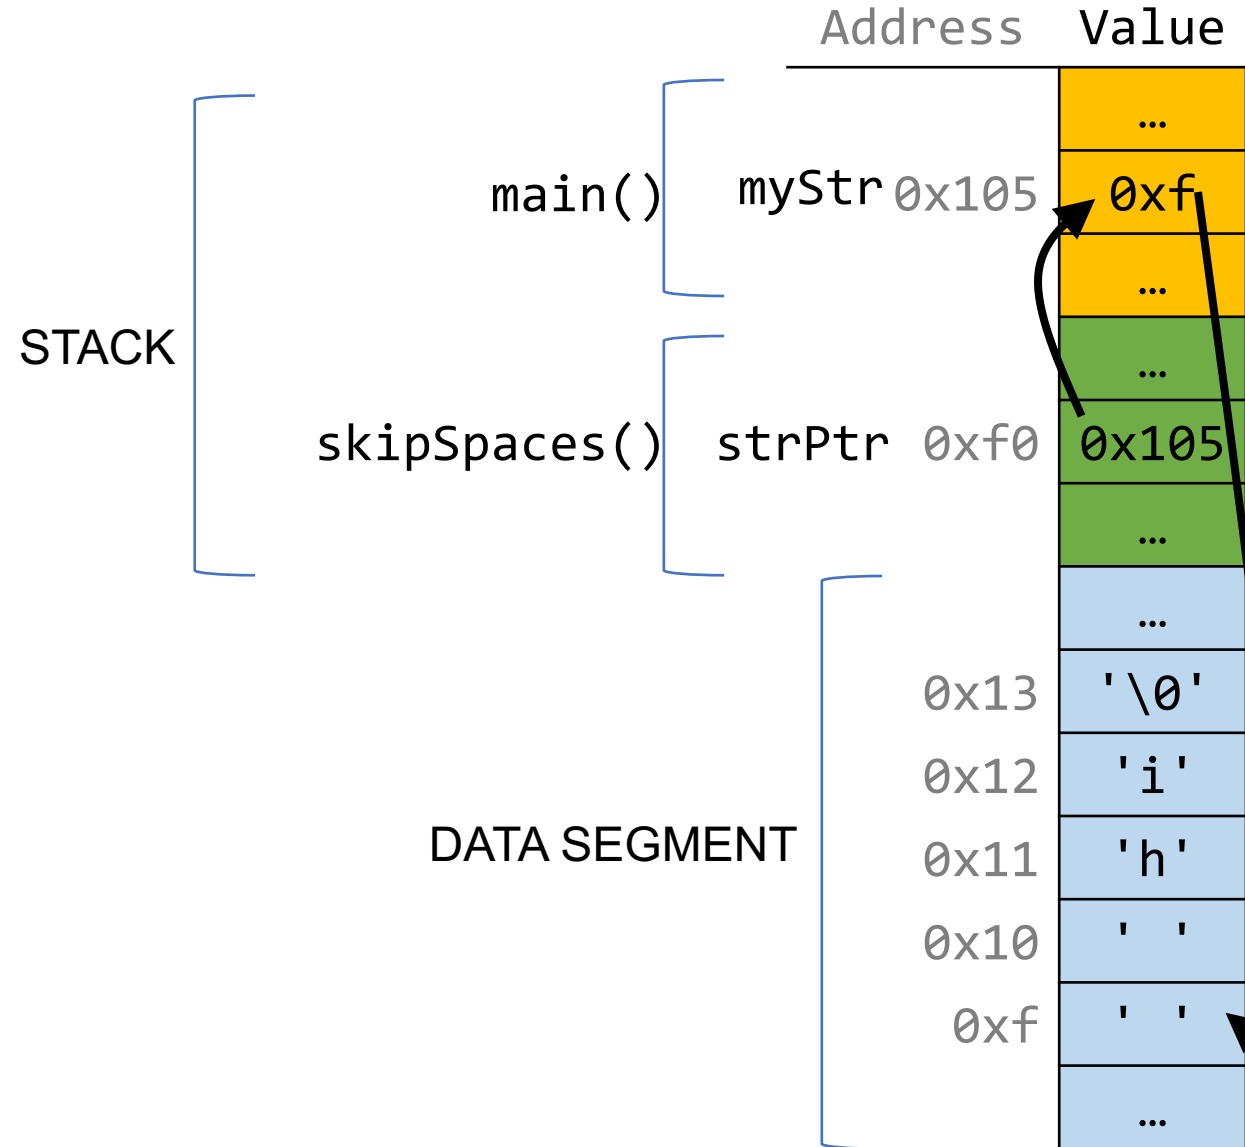 Address Value
…
main() myStr 0x105 0xf
…
STACK
…
skipSpaces() strPtr 0xf0 0x105
…
…
0x13 '\0'
0x12 'i'
DATA SEGMENT
0x11 'h'
0x10 ' '
0xf ' '
…